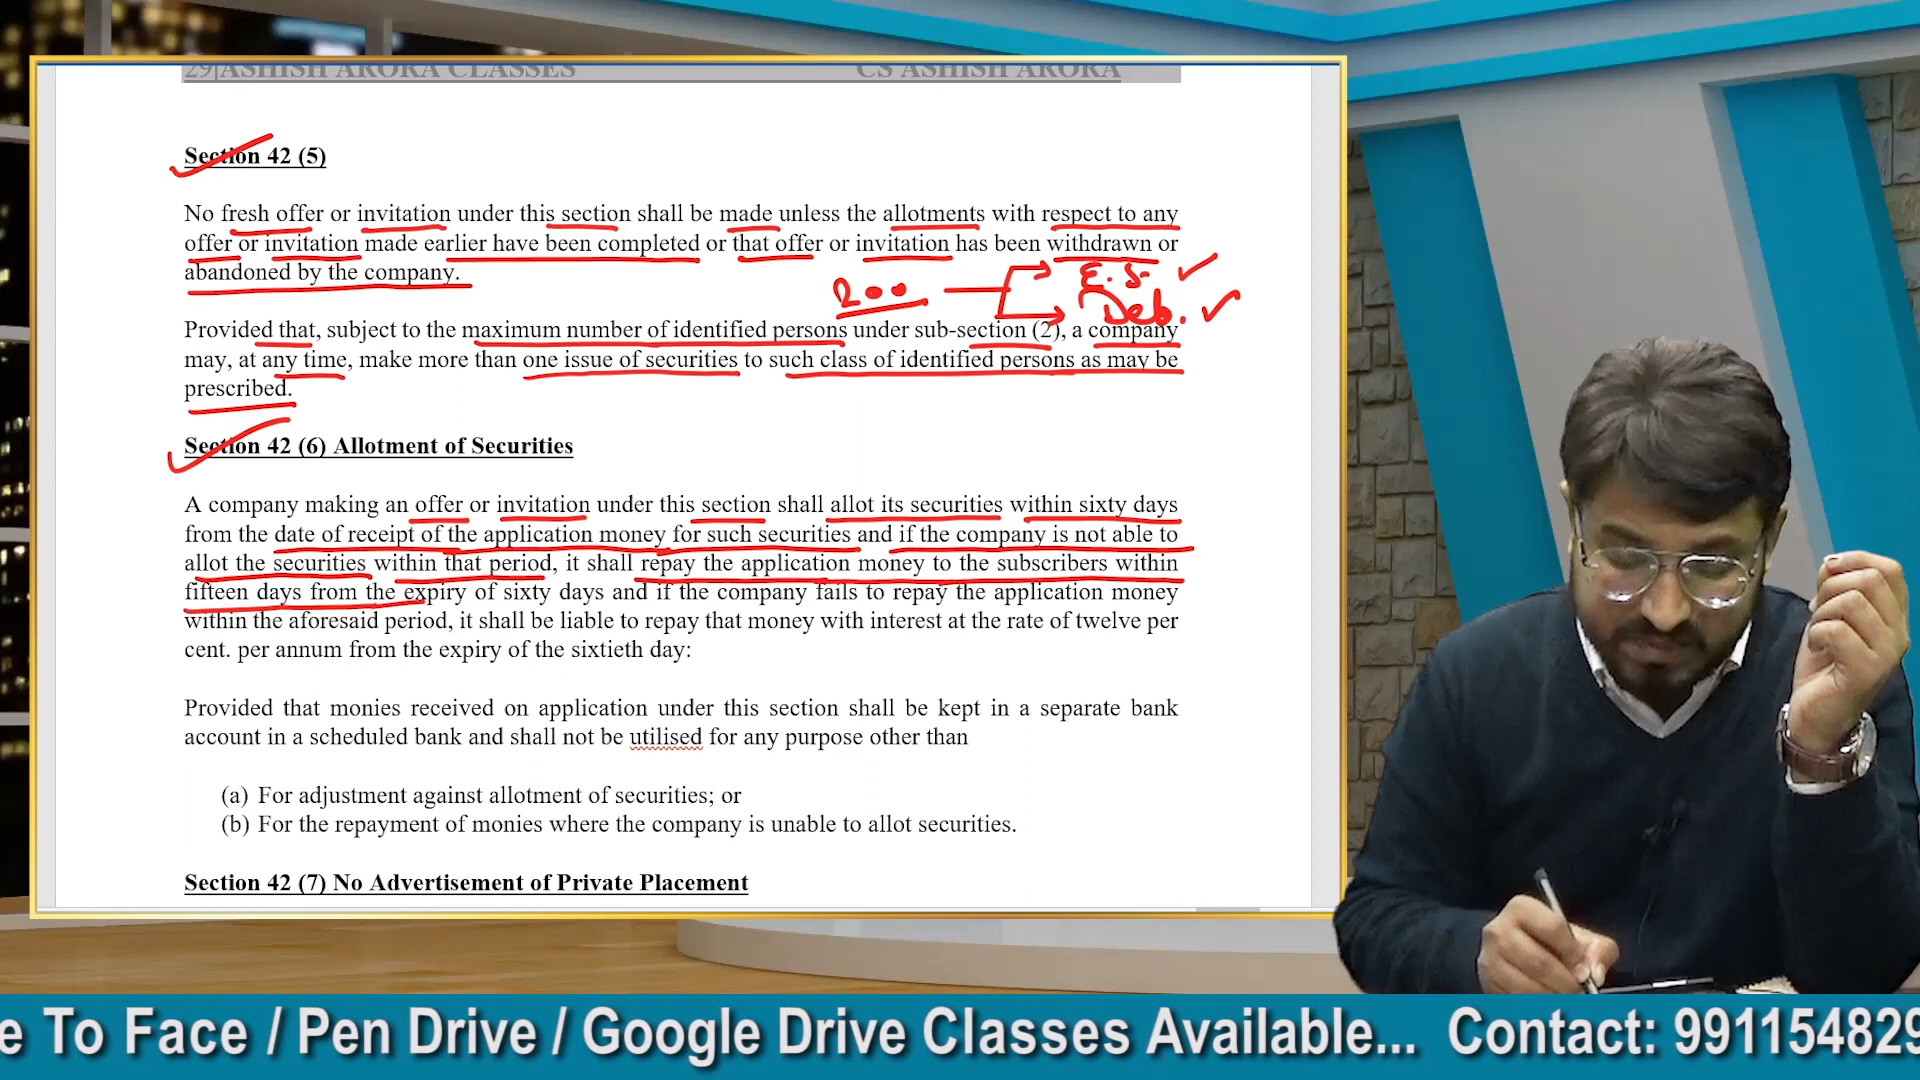 29|ASHISH ARORA CLASSES CS ASHISH ARORA
Section 42 (5)
No fresh offer or invitation under this section shall be made unless the allotments with respect to any
offer or invitation made earlier have been completed or that offer or invitation has been withdrawn or
abandoned by the company.
200 E.S.
Deb.
Provided that, subject to the maximum number of identified persons under sub-section (2), a company
may, at any time, make more than one issue of securities to such class of identified persons as may be
prescribed.
Section 42 (6) Allotment of Securities
A company making an offer or invitation under this section shall allot its securities within sixty days
from the date of receipt of the application money for such securities and if the company is not able to
allot the securities within that period, it shall repay the application money to the subscribers within
fifteen days from the expiry of sixty days and if the company fails to repay the application money
within the aforesaid period, it shall be liable to repay that money with interest at the rate of twelve per
cent. per annum from the expiry of the sixtieth day:
Provided that monies received on application under this section shall be kept in a separate bank
account in a scheduled bank and shall not be utilised for any purpose other than
(a) For adjustment against allotment of securities; or
(b) For the repayment of monies where the company is unable to allot securities.
Section 42 (7) No Advertisement of Private Placement
e To Face / Pen Drive / Google Drive Classes Available... Contact: 991154829